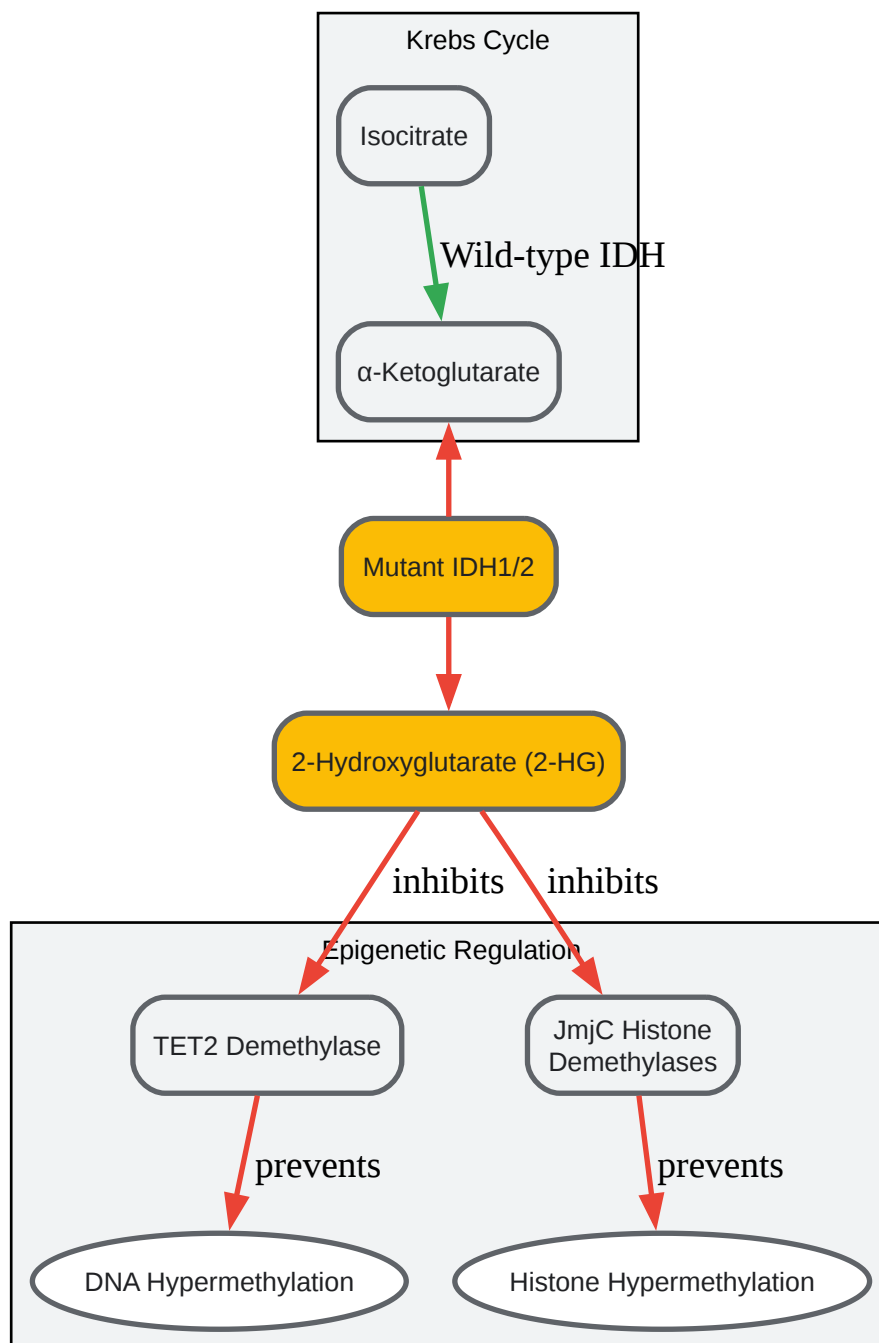 Krebs Cycle
Isocitrate
Wild-type IDH
α-Ketoglutarate
Mutant IDH1/2
2-Hydroxyglutarate (2-HG)
inhibits
inhibits
Epigenetic Regulation
TET2 Demethylase
JmjC Histone
Demethylases
prevents
prevents
DNA Hypermethylation
Histone Hypermethylation